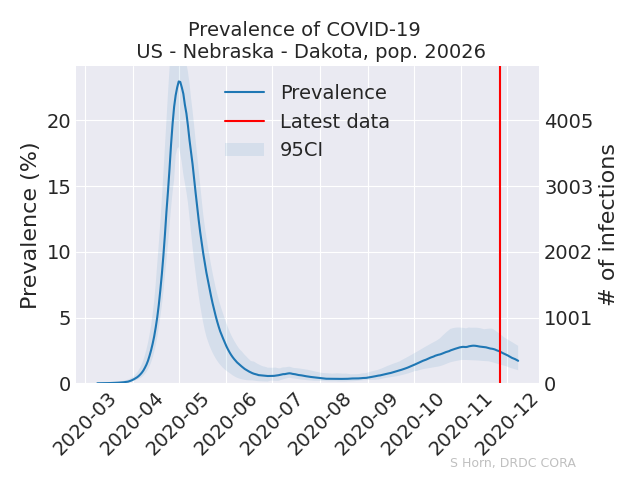 Prevalence of COVID-19
US - Nebraska - Dakota, pop. 20026
Prevalence
Latest data
95CI
Prevalence (%)
20
15
10
5
0
4005
3003
2002
1001
0
# of infections
2020-03
2020-04
2020-05
2020-06
2020-07
2020-08
2020-09
2020-10
2020-11
2020-12
S Horn, DRDC CORA